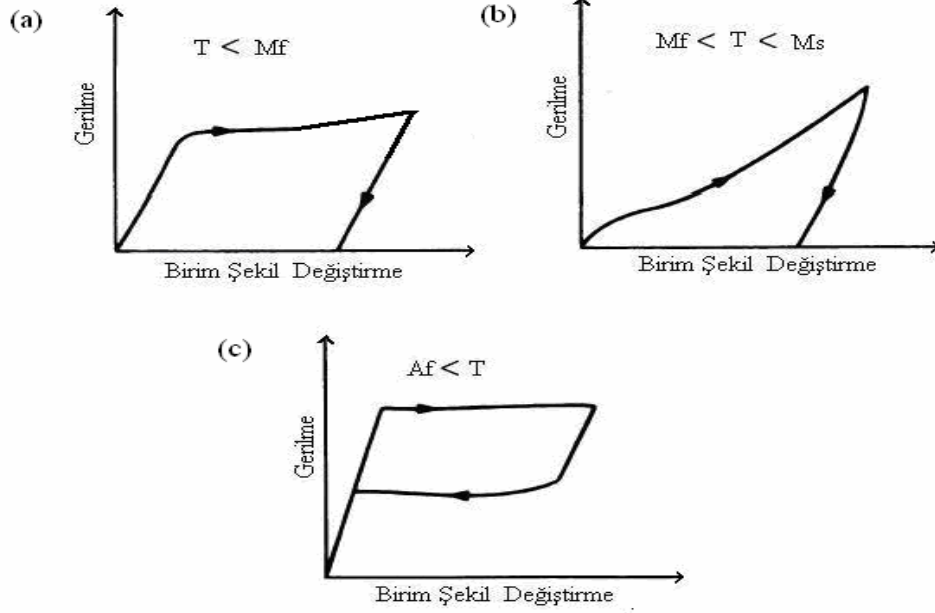 (a)
T < Mf
Gerilme
Birim Şekil Değiştirme
(b)
Mf < T < Ms
Gerilme
Birim Şekil Değiştirme
(c)
Af < T
Gerilme
Birim Şekil Değiştirme